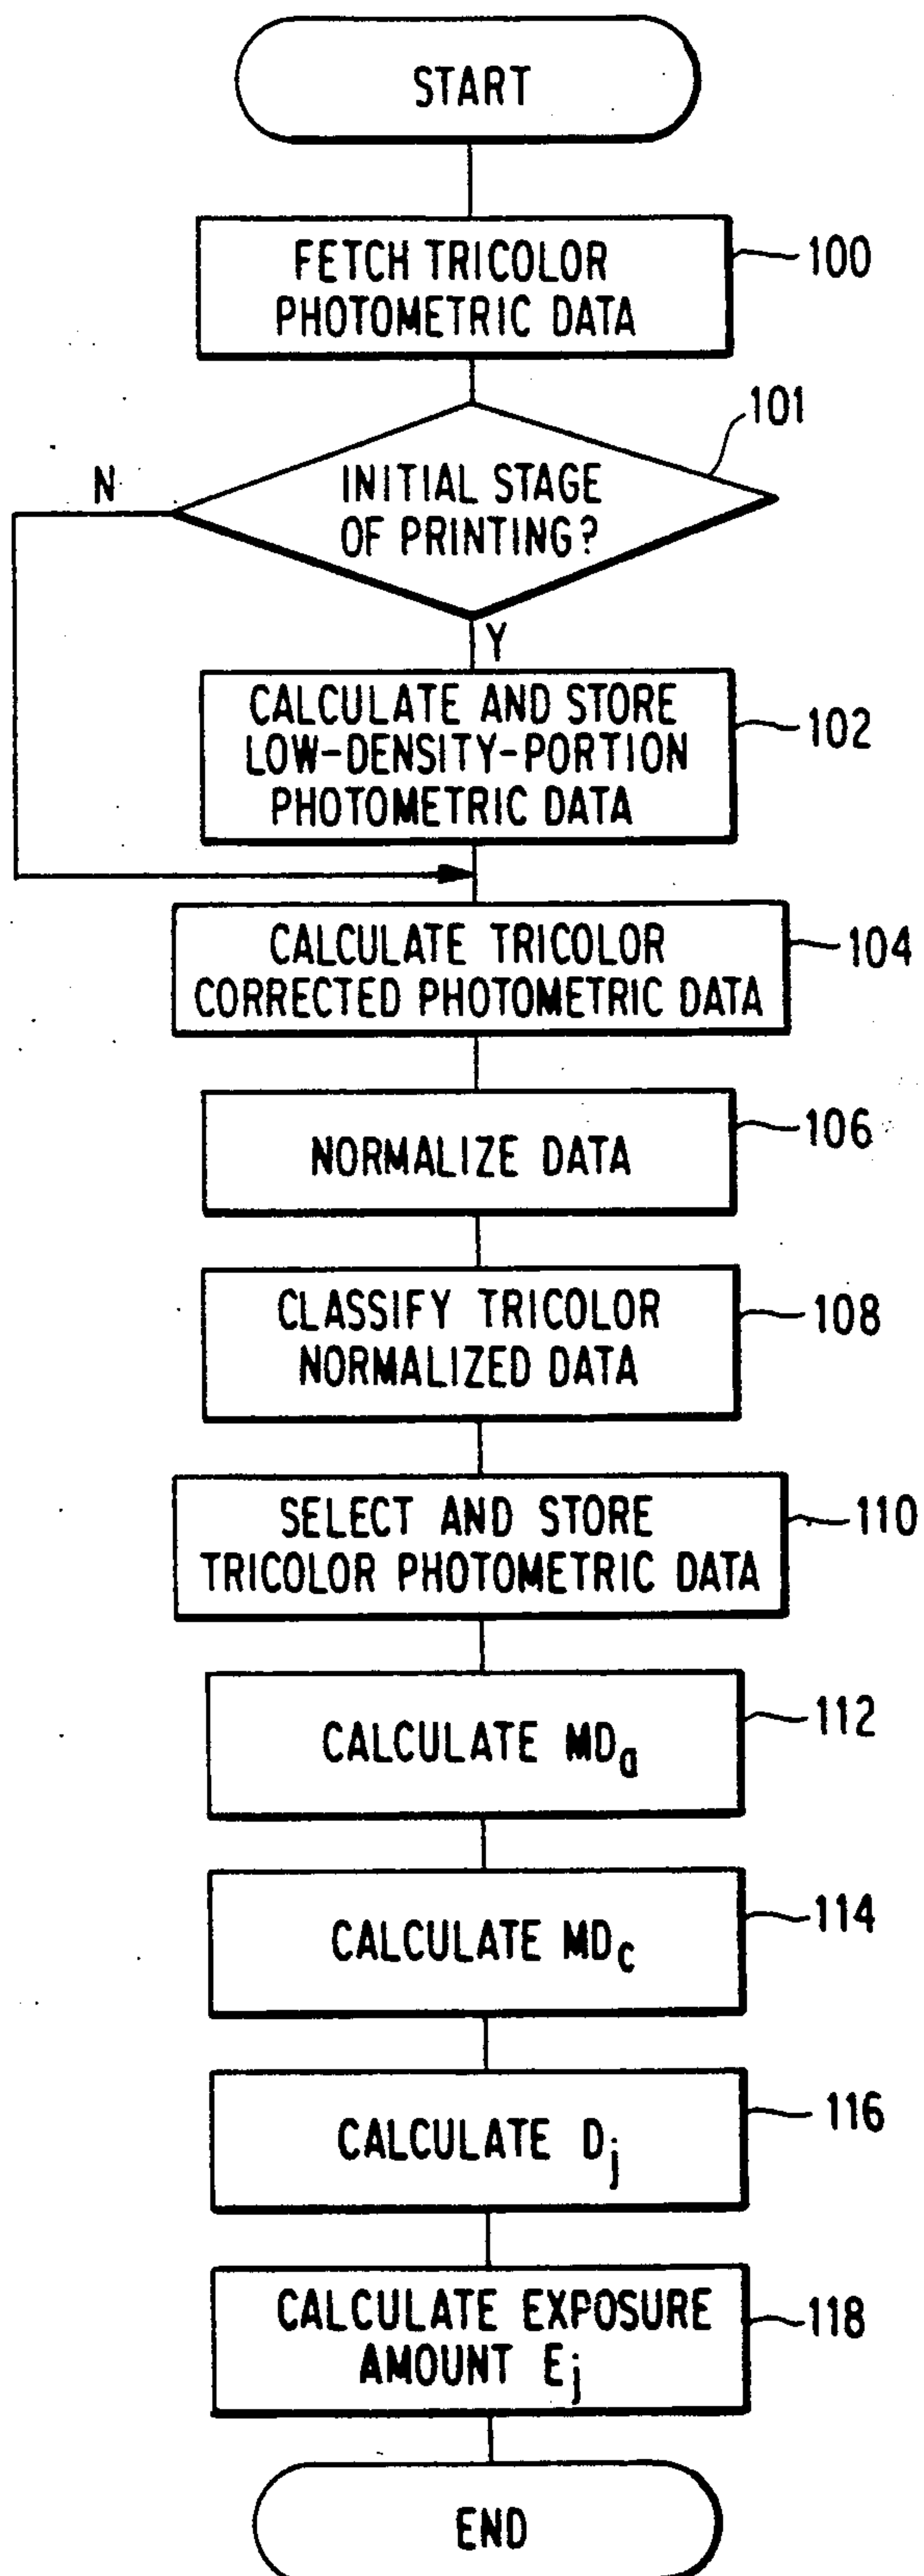 START
FETCH TRICOLOR
PHOTOMETRIC DATA
100
101
N
INITIAL STAGE
OF PRINTING?
Y
CALCULATE AND STORE
LOW-DENSITY-PORTION
PHOTOMETRIC DATA
102
CALCULATE TRICOLOR
CORRECTED PHOTOMETRIC DATA
104
NORMALIZE DATA
106
CLASSIFY TRICOLOR
NORMALIZED DATA
108
SELECT AND STORE
TRICOLOR PHOTOMETRIC DATA
110
CALCULATE MDa
112
CALCULATE MDc
114
CALCULATE Dj
116
CALCULATE EXPOSURE
AMOUNT Ej
118
END